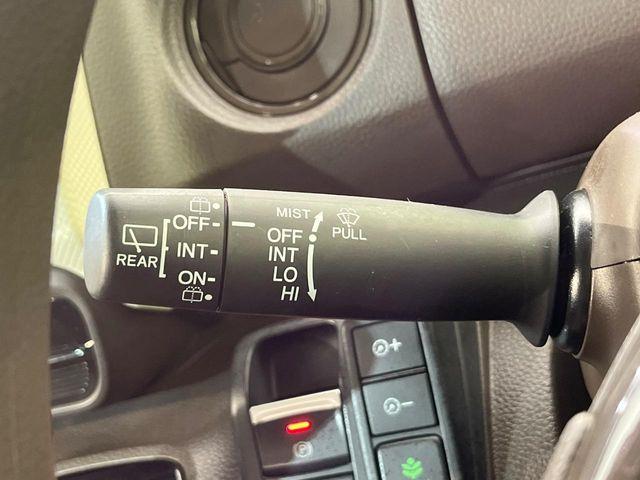 OFF
REAR
INT
ON
MIST
OFF
INT
LO
HI
PULL
+
-
P